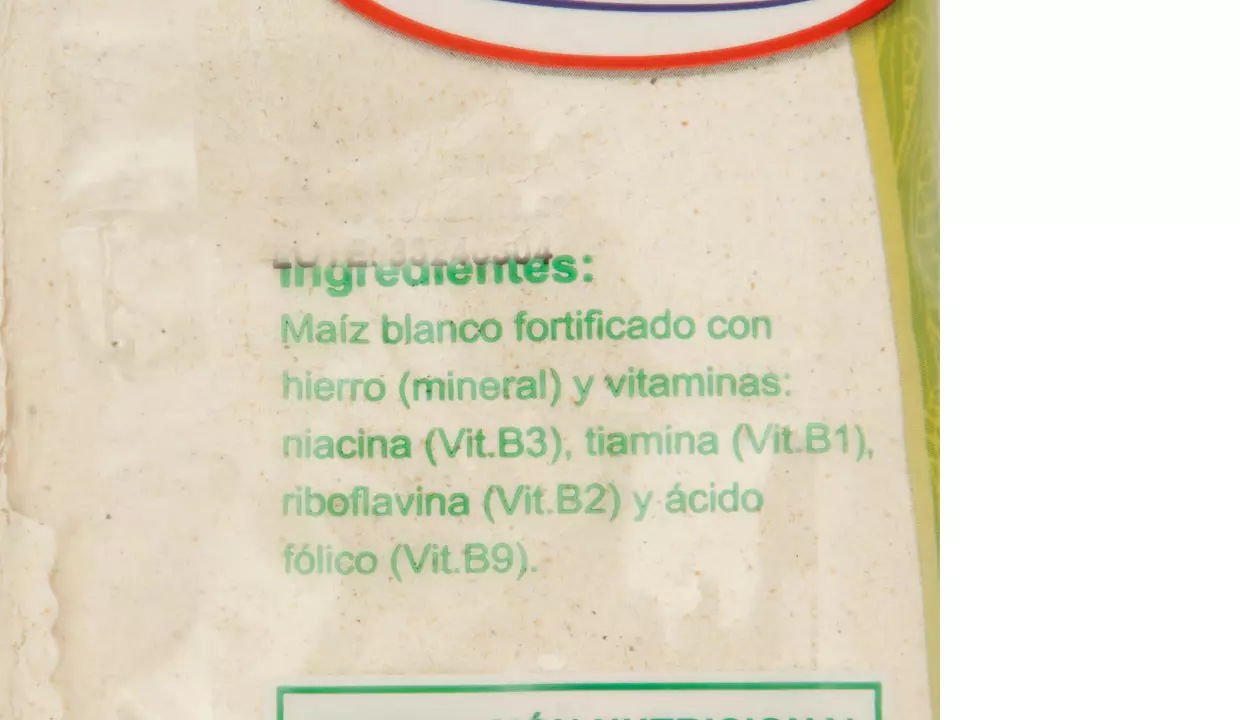 Ingredientes:
Maíz blanco fortificado con
hierro (mineral) y vitaminas:
niacina (Vit.B3), tiamina (Vit.B1),
riboflavina (Vit.B2) y ácido
fólico (Vit.B9).